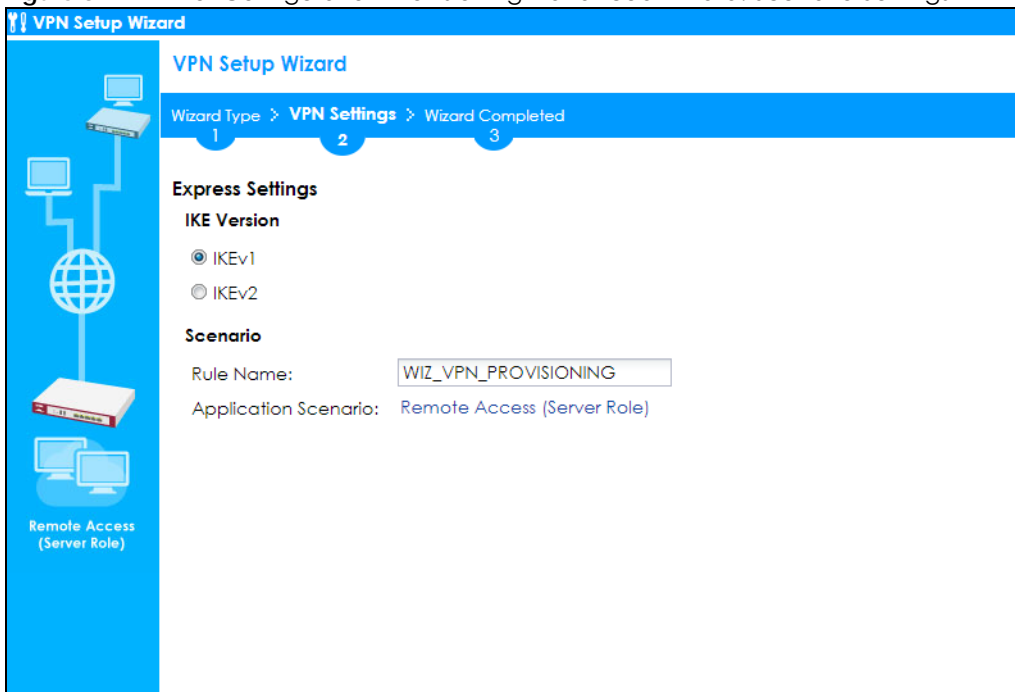 VPN Setup Wizard
VPN Setup Wizard
Wizard Type > VPN Settings > Wizard Completed
1 2 3
Express Settings
IKE Version
IKEv1
IKEv2
Scenario
Rule Name: WIZ_VPN_PROVISIONING
Application Scenario: Remote Access (Server Role)
Remote Access
(Server Role)